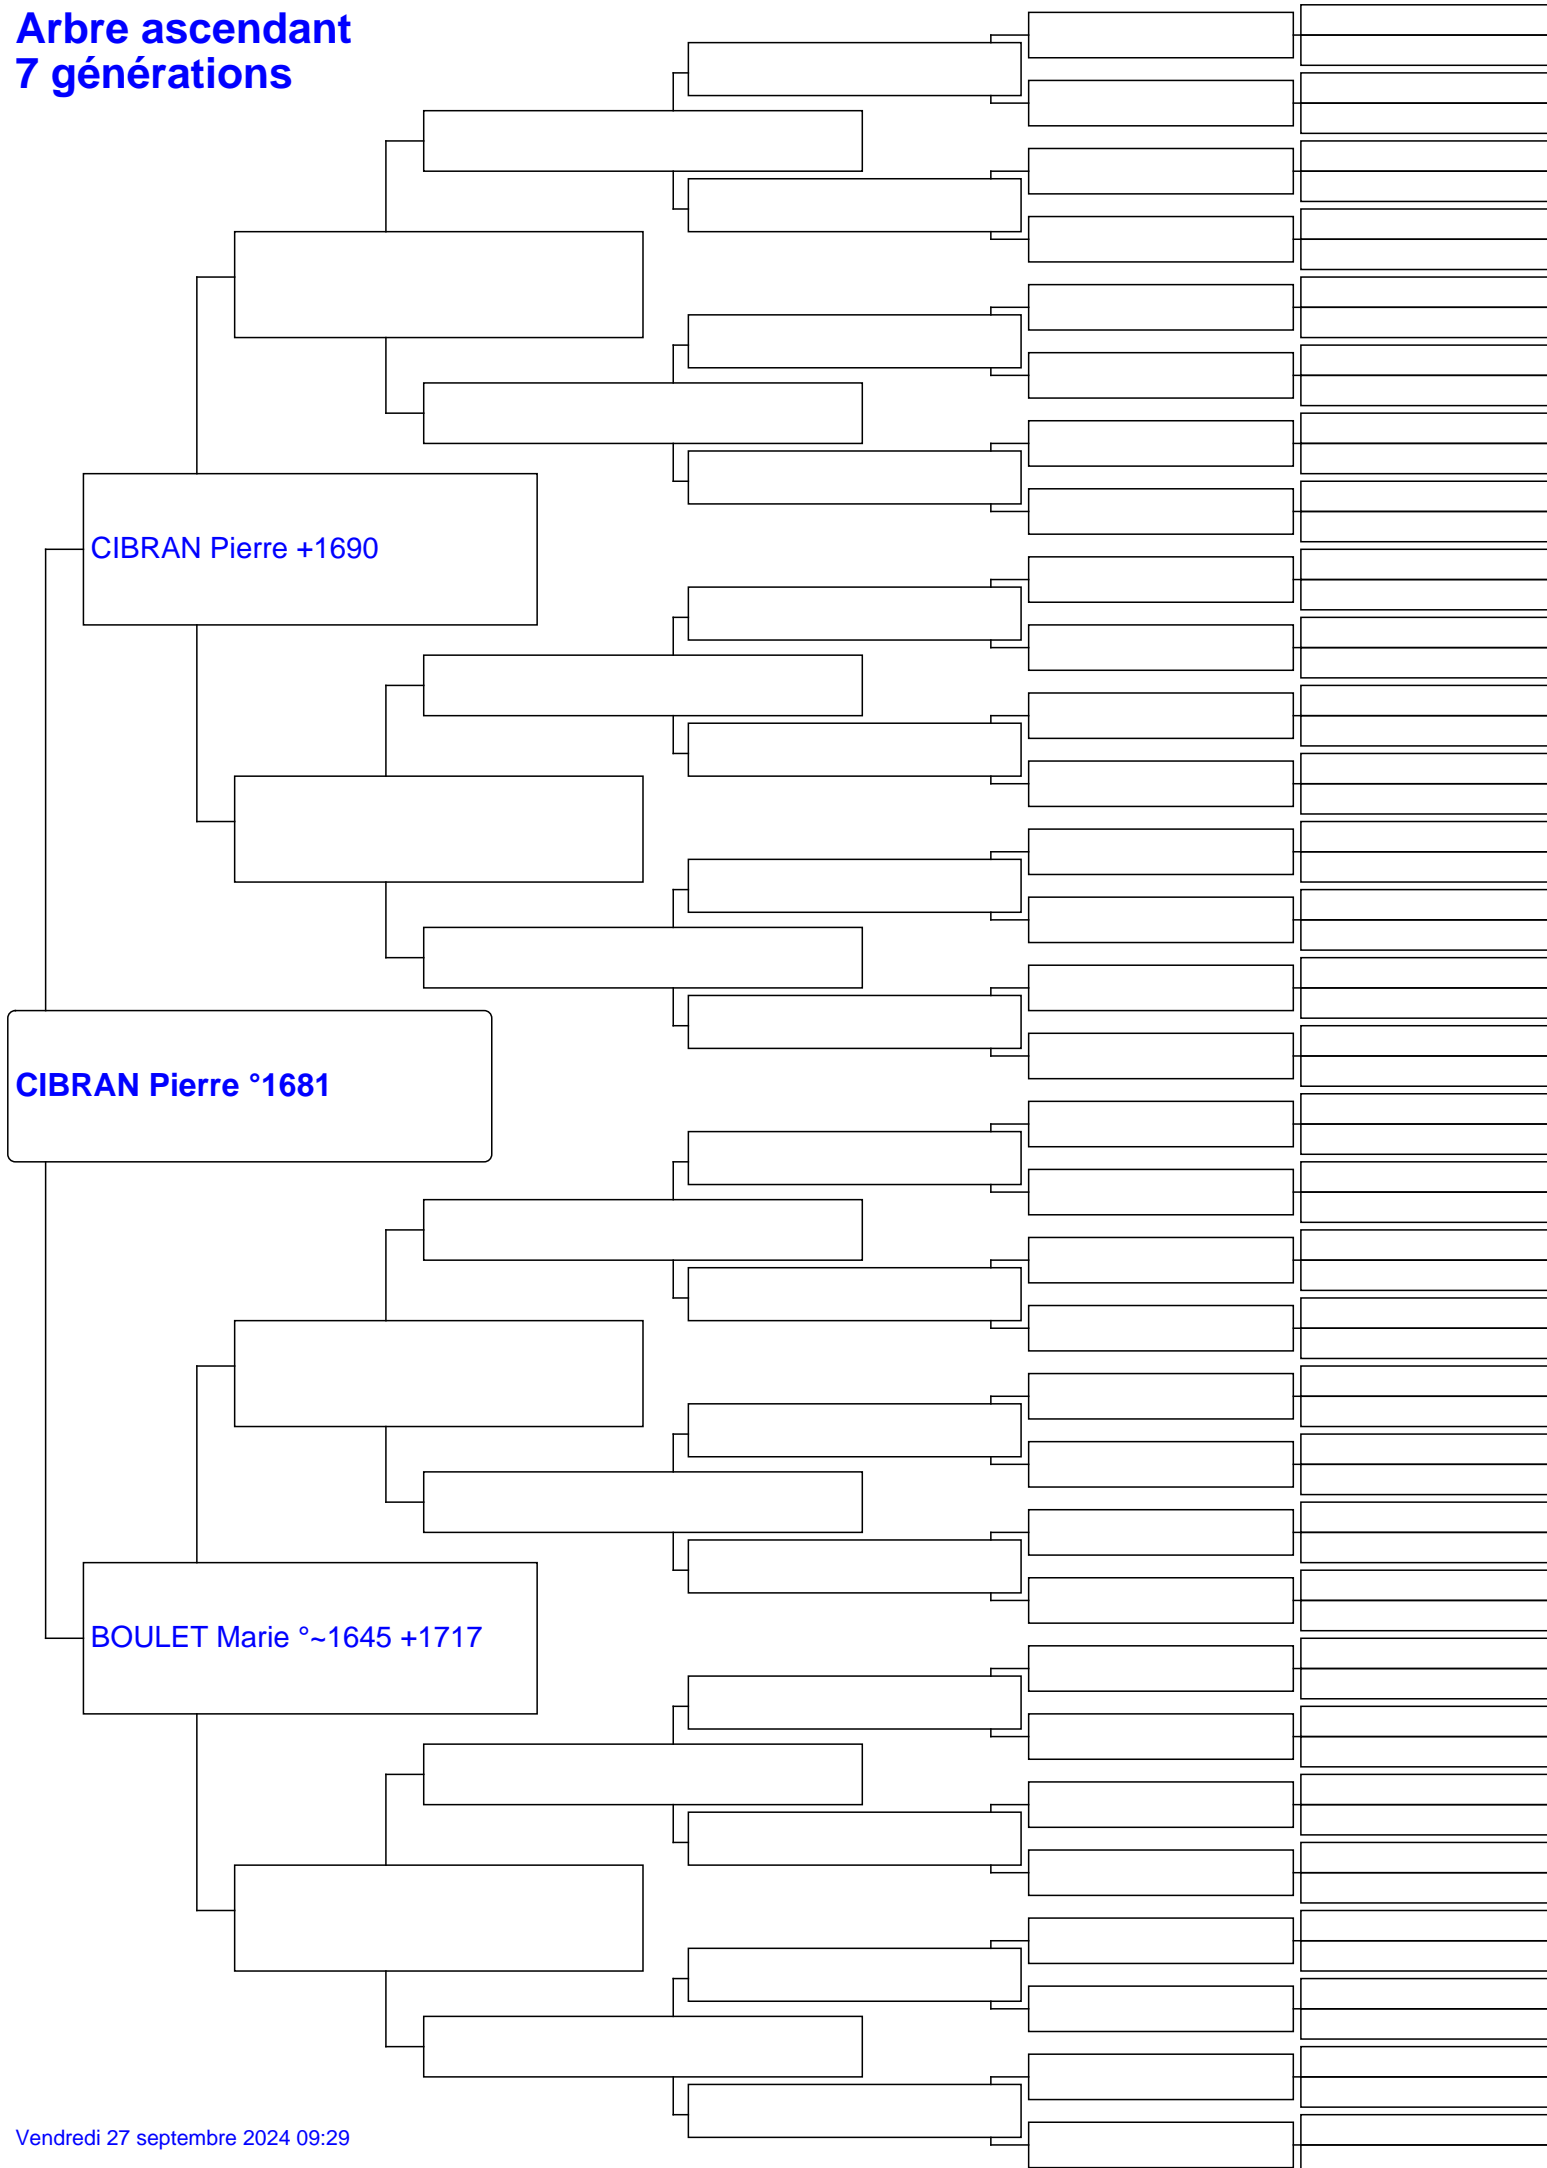 Arbre ascendant
7 générations
CIBRAN Pierre +1690
CIBRAN Pierre °1681
BOULET Marie °~1645 +1717
Vendredi 27 septembre 2024 09:29